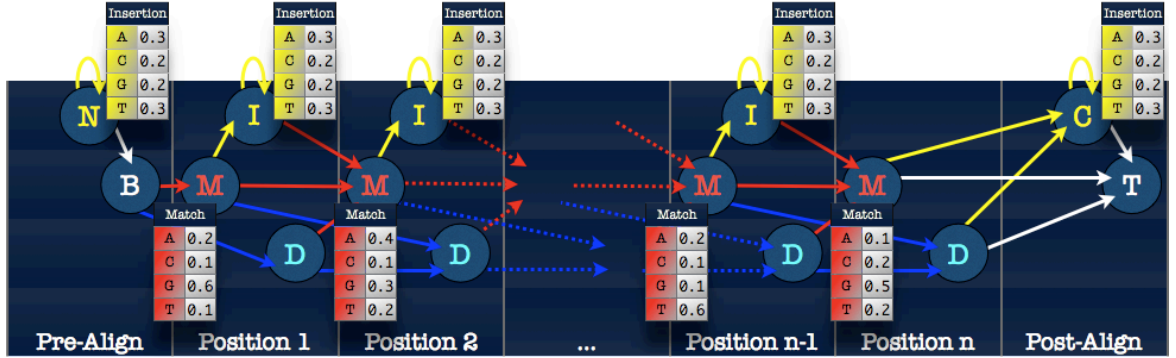 Insertion Insertion Insertion Insertion Insertion
A 0.3 A 0.3 A 0.3 A 0.3 A 0.3
C 0.2 C 0.2 C 0.2 C 0.2 C 0.2
G 0.2 G 0.2 G 0.2 G 0.2 G 0.2
T 0.3 T 0.3 T 0.3 T 0.3 T 0.3
N I I I C
B M M M M T
Match Match Match Match
A 0.2 A 0.4 A 0.2 A 0.1
C 0.1 C 0.1 C 0.1 C 0.2
G 0.6 G 0.3 G 0.1 G 0.5
T 0.1 T 0.2 T 0.6 T 0.2
D D D D
Pre-Align Position 1 Position 2 ... Position n-1 Position n Post-Align